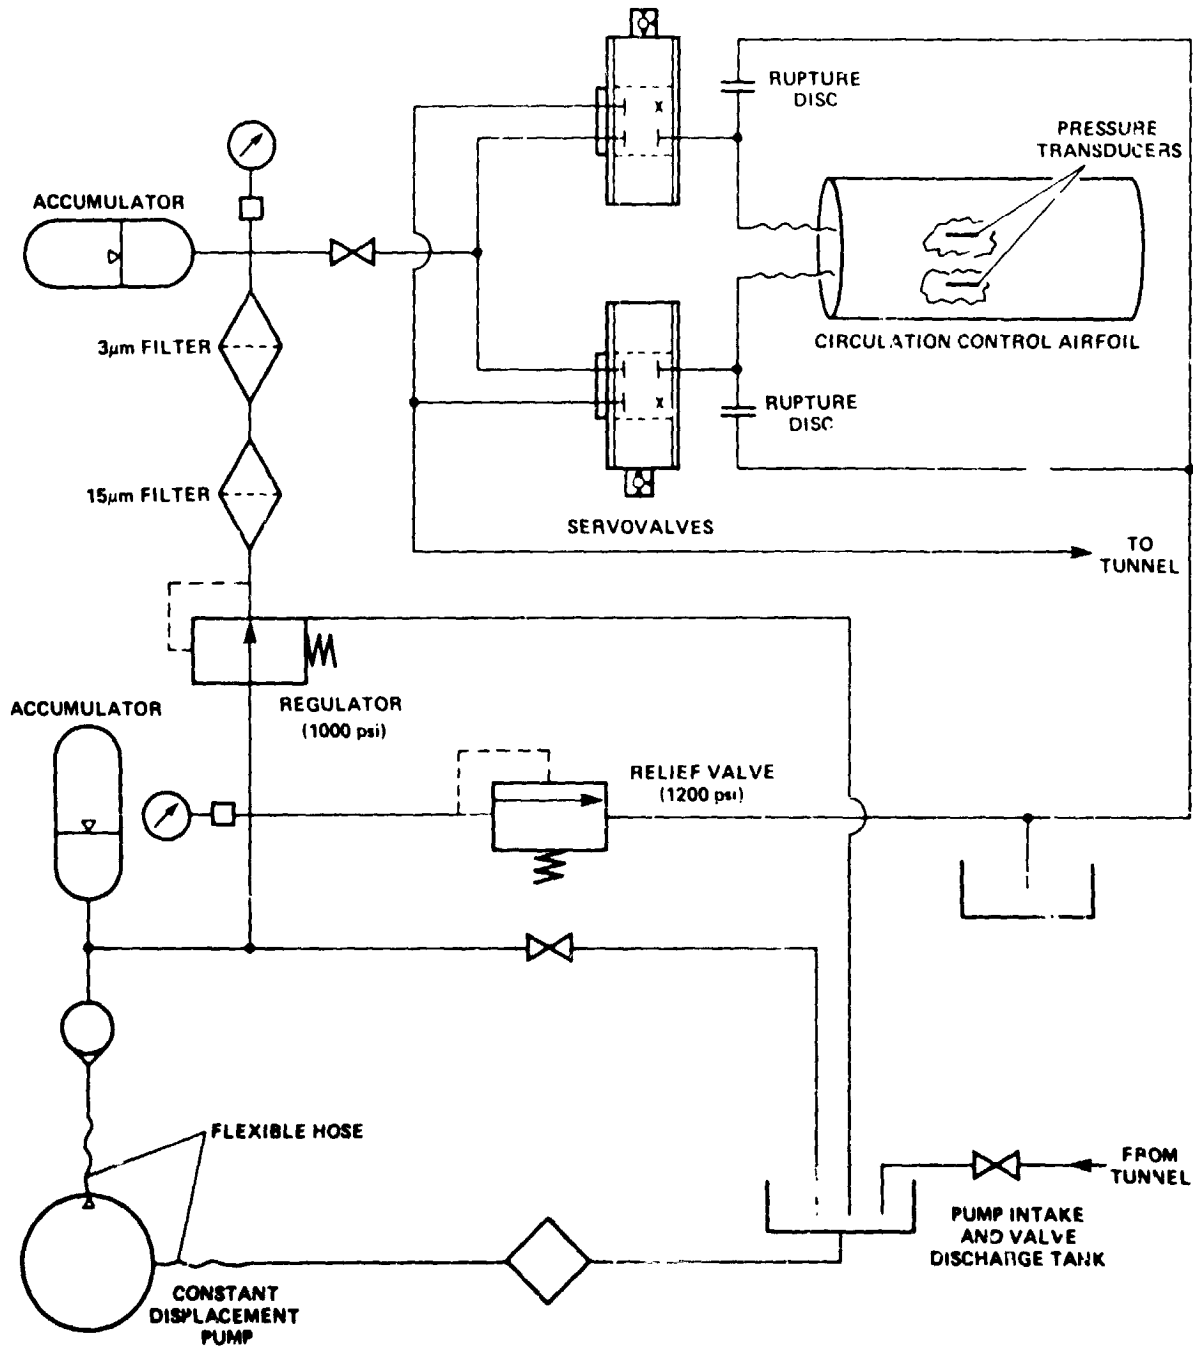 RUPTURE
DISC
PRESSURE
TRANSDUCERS
ACCUMULATOR
3μm FILTER
CIRCULATION CONTROL AIRFOIL
RUPTURE
DISC
15μm FILTER
SERVOVALVES
TO
TUNNEL
REGULATOR
(1000 psi)
ACCUMULATOR
RELIEF VALVE
(1200 psi)
FLEXIBLE HOSE
FROM
TUNNEL
PUMP INTAKE
AND VALVE
DISCHARGE TANK
CONSTANT
DISPLACEMENT
PUMP